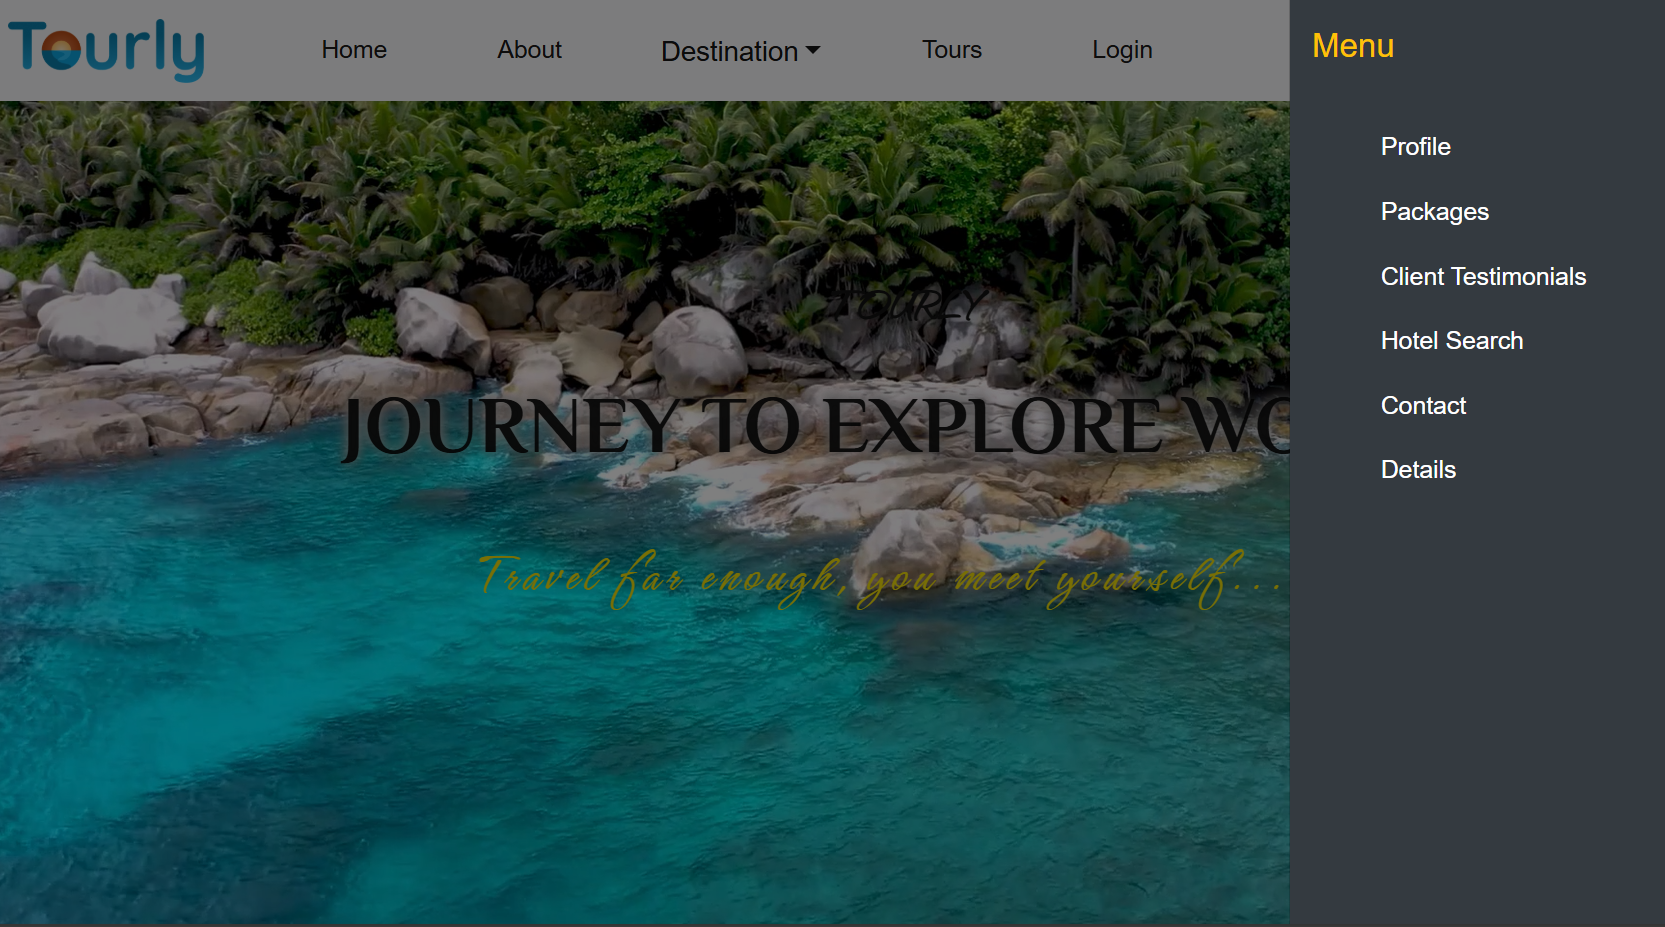 Tourly
Home
About
Destination
Tours
Login
TOURLY
JOURNEY TO EXPLORE WO
Travel far enough, you meet yourself...
Menu
Profile
Packages
Client Testimonials
Hotel Search
Contact
Details